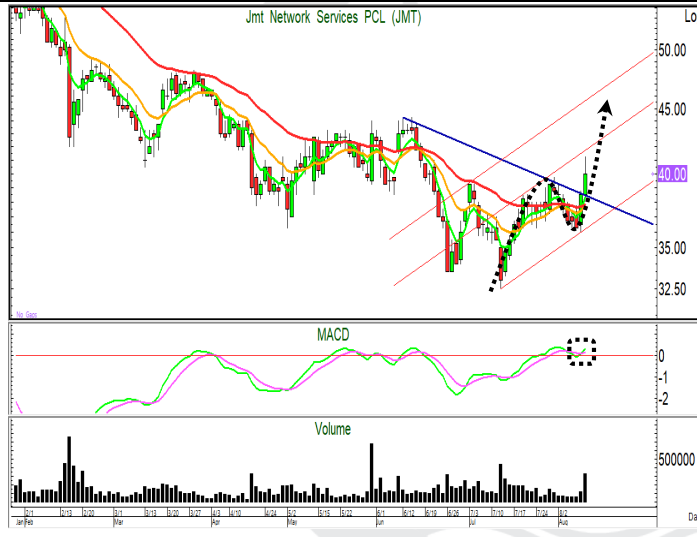 Jmt Network Services PCL (JMT)
Lo
50.00
45.00
40.00
35.00
32.50
No Gaps
MACD
0
-1
-2
Volume
500000
2/1 2/13 2/20 3/1 3/13 3/20 3/27 4/3 4/10 4/24 5/2 5/8 5/15 5/22 6/1 6/12 6/19 6/26 7/3 7/10 7/17 7/24 8/2
Jan Feb Mar Apr May Jun Jul Aug
Da